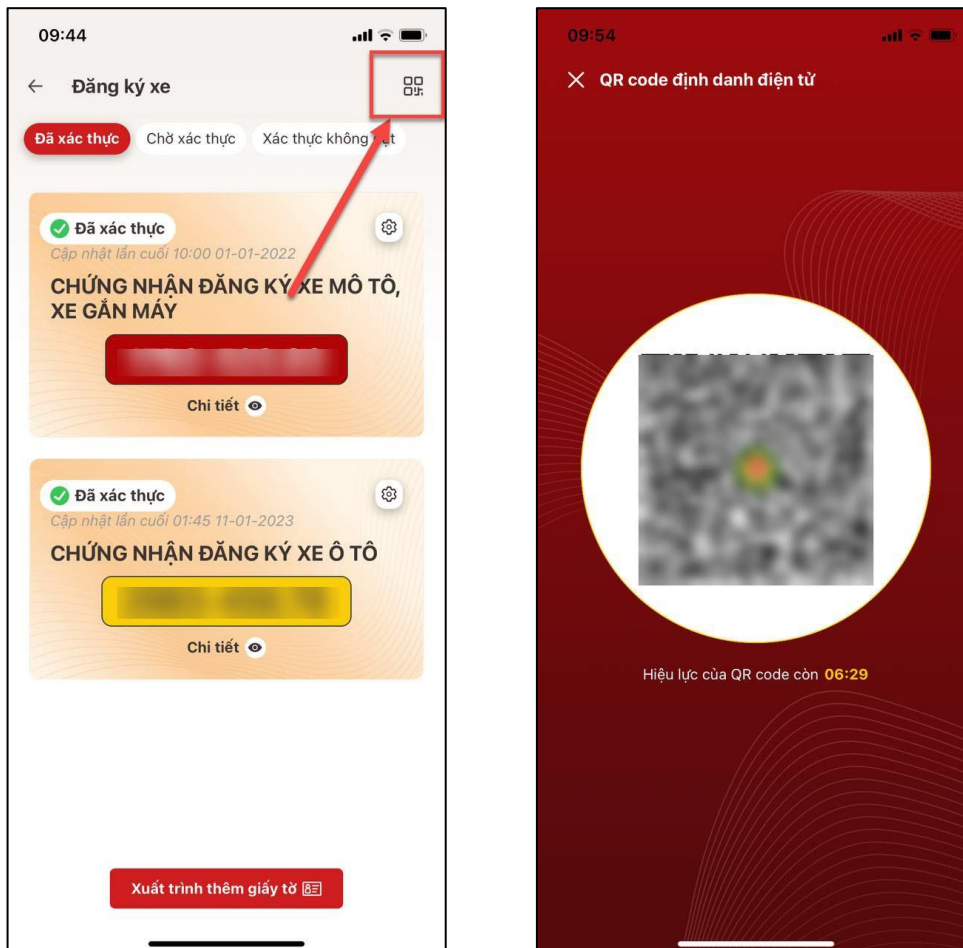 09:44
Đăng ký xe
Đã xác thực
Chờ xác thực
Xác thực không
Đã xác thực
Cập nhật lần cuối 10:00 01-01-2022
CHỨNG NHẬN ĐĂNG KÝ XE MÔ TÔ,
XE GẮN MÁY
Chi tiết
Đã xác thực
Cập nhật lần cuối 01:45 11-01-2023
CHỨNG NHẬN ĐĂNG KÝ XE Ô TÔ
Chi tiết
Xuất trình thêm giấy tờ
09:54
QR code định danh điện tử
Hiệu lực của QR code còn 06:29